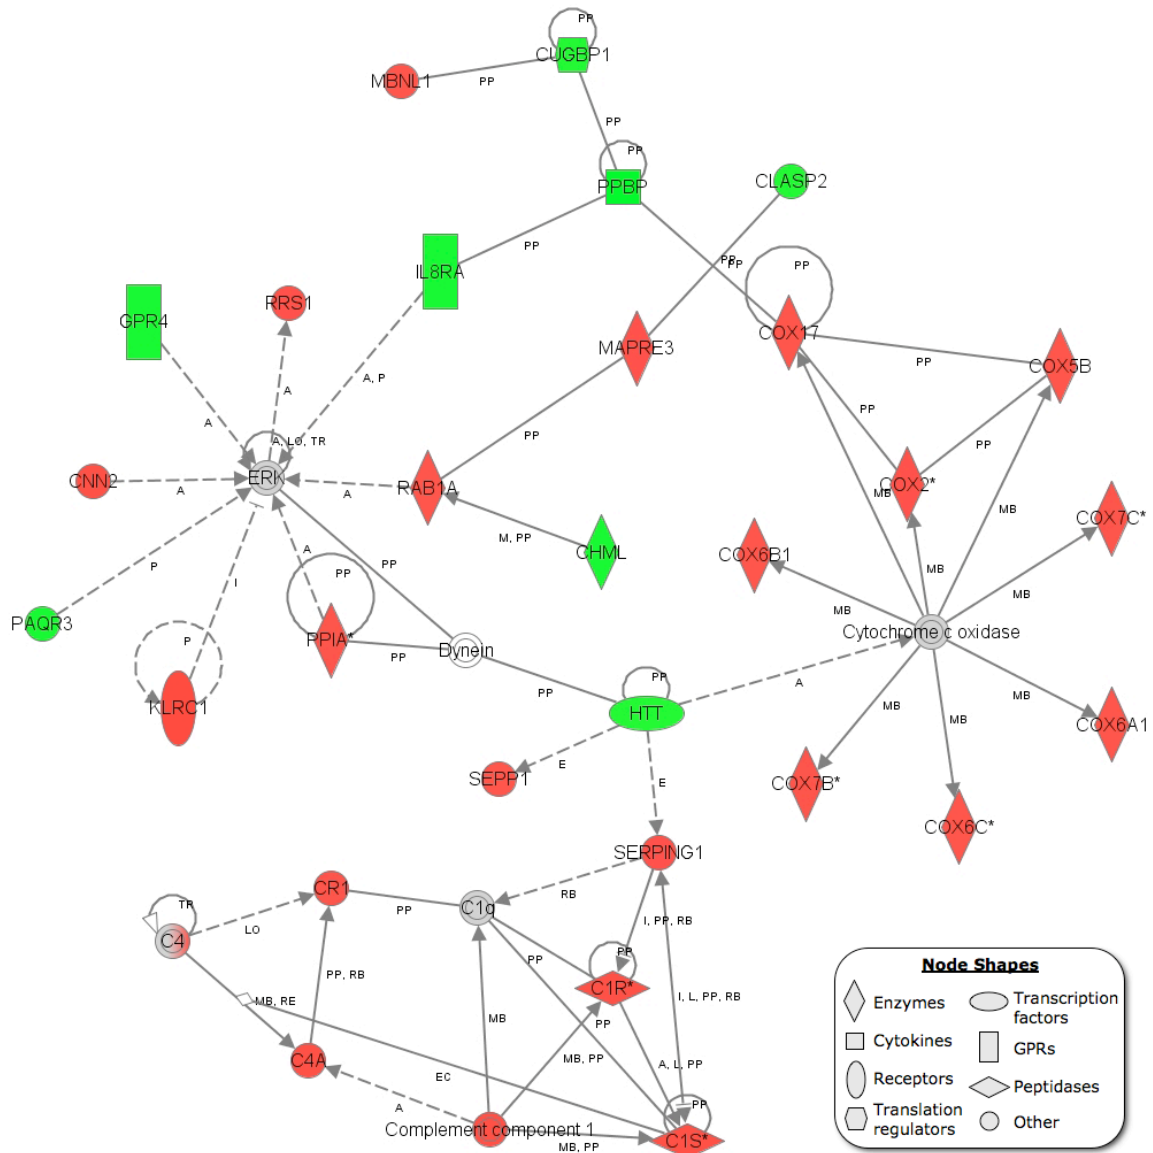 PP
CUGBP1
MBNL1
PP
PP
PP
PPBP
CLASP2
PP
IL8RA
PP
PP
PP
GPR4
RRS1
COX17
MAPRE3
PP
COX5B
A, P
A
PP
A
PP
PP
A, LO, TR
ERK
CNN2
A
A
RAB1A
MB
COX2*
MB
COX7C*
M, PP
A
PP
P
I
PP
CHML
COX6B1
MB
MB
MB
PAQR3
P
PPIA*
PP
Dynein
Cytochrome c oxidase
PP
PP
A
MB
MB
MB
KLRC1
HTT
COX6A1
E
E
SEPP1
COX7B*
COX6C*
SERPING1
CR1
RB
TR
LO
PP
C1q
I, PP, RB
C4
PP
PP
PP, RB
C1R*
MB, RE
MB
PP
I, L, PP, RB
C4A
MB, PP
A, L, PP
EC
A
PP
Complement component 1
MB, PP
C1S*
Node Shapes
Enzymes
Transcription
factors
Cytokines
GPRs
Receptors
Peptidases
Translation
regulators
Other